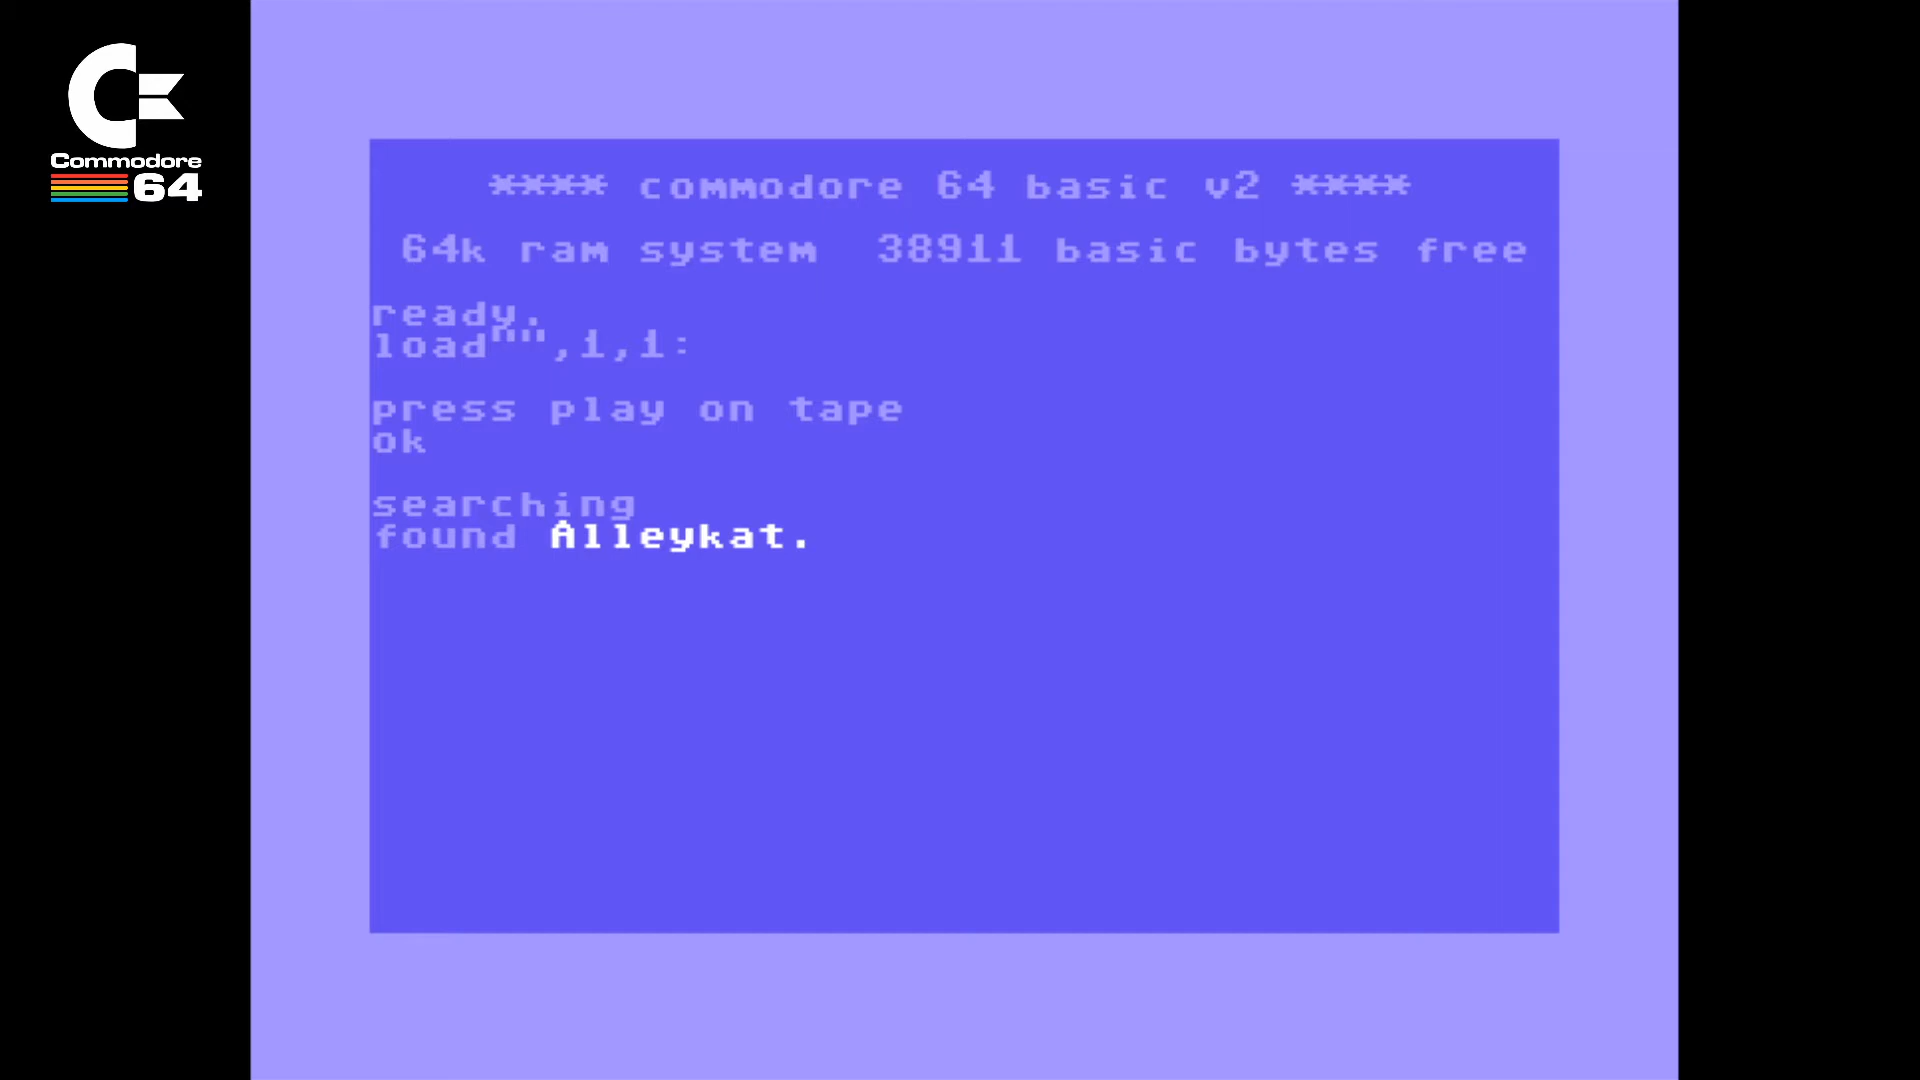 Commodore
64
**** commodore 64 basic v2 ****
64k ram system  38911 basic bytes free
ready.
load"",1,1:
press play on tape
ok
searching
found Alleykat.